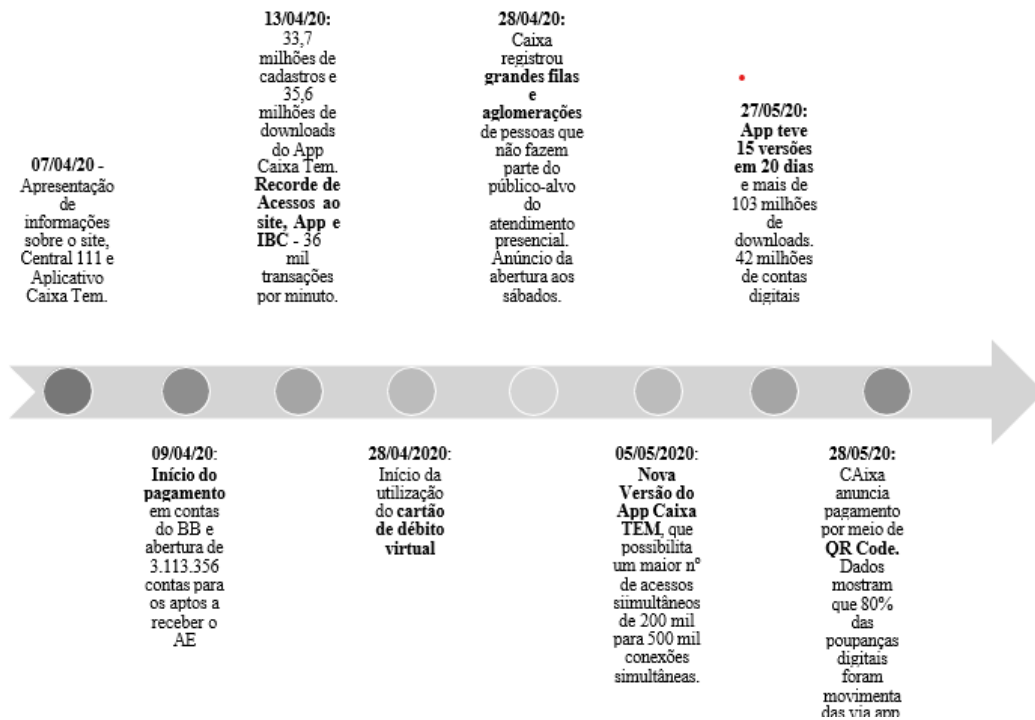 07/04/20 -
Apresentação
de
informações
sobre o site,
Central 111 e
Aplicativo
Caixa Tem.
09/04/20:
Início do
pagamento
em contas
do BB e
abertura de
3.113.356
contas para
os aptos a
receber o
AE
13/04/20:
33,7
milhões de
cadastros e
35,6
milhões de
downloads
do App
Caixa Tem.
Recorde de
Acessos ao
site, App e
IBC - 36
mil
transações
por minuto.
28/04/2020:
Início da
utilização
do cartão
de débito
virtual
28/04/20:
Caixa
registrou
grandes filas
e
aglomerações
de pessoas que
não fazem
parte do
público-alvo
do
atendimento
presencial.
Anúncio da
abertura aos
sábados.
05/05/2020:
Nova
Versão do
App Caixa
TEM, que
possibilita
um maior nº
de acessos
siimultâneos
de 200 mil
para 500 mil
conexões
simultâneas.
27/05/20:
App teve
15 versões
em 20 dias
e mais de
103 milhões
de
downloads.
42 milhões
de contas
digitais
28/05/20:
CAixa
anuncia
pagamento
por meio de
QR Code.
Dados
mostram
que 80%
das
poupanças
digitais
foram
movimenta
das via app